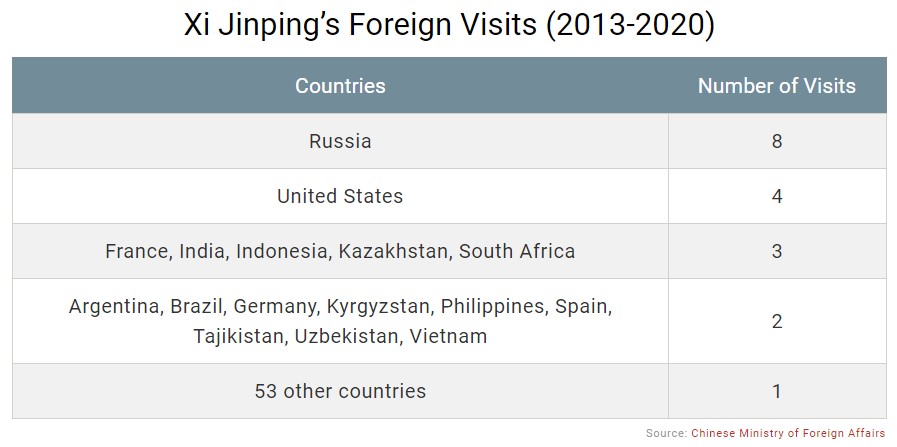 Xi Jinping’s Foreign Visits (2013-2020)
Countries Number of Visits
Russia 8
United States 4
France, India, Indonesia, Kazakhstan, South Africa 3
Argentina, Brazil, Germany, Kyrgyzstan, Philippines, Spain,
Tajikistan, Uzbekistan, Vietnam 2
53 other countries 1
Source: Chinese Ministry of Foreign Affairs